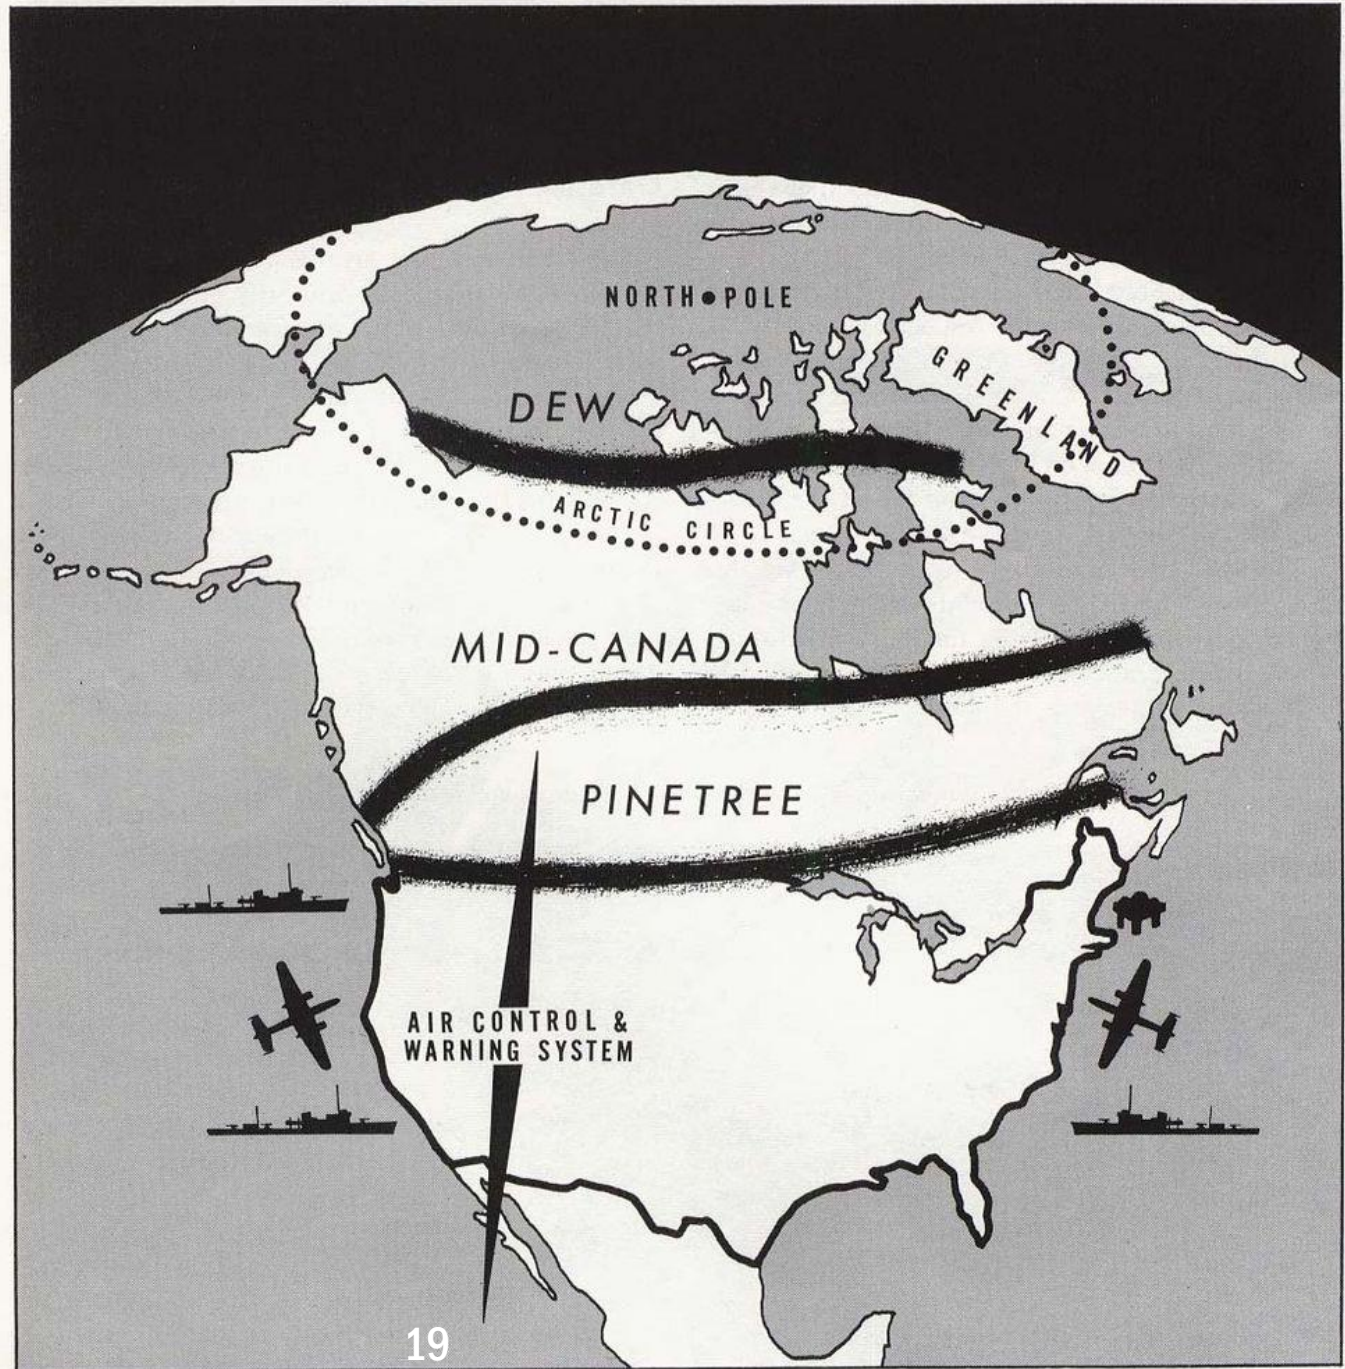 NORTH POLE
GREENLAND
DEW
ARCTIC CIRCLE
MID-CANADA
PINETREE
AIR CONTROL &
WARNING SYSTEM
19